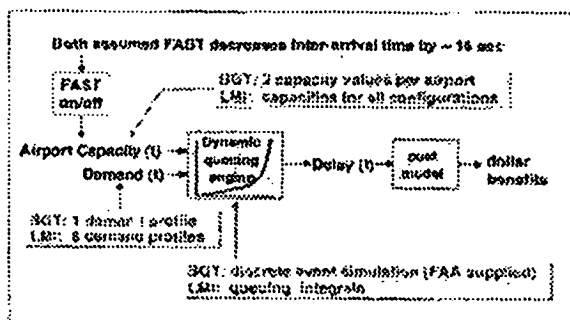 Both assumed FAST decreases inter-arrival time by ~ 16 sec
FAST
on/off
SGT: 2 capacity values per airport
LMI: capacities for all configurations
Airport Capacity (t)
Demand (t)
Dynamic
queuing
engine
Delay (t)
cost
model
dollar
benefits
SGT: 1 demand profile
LMI: 8 demand profiles
SGT: discrete event simulation (FAA supplied)
LMI: queuing integrals